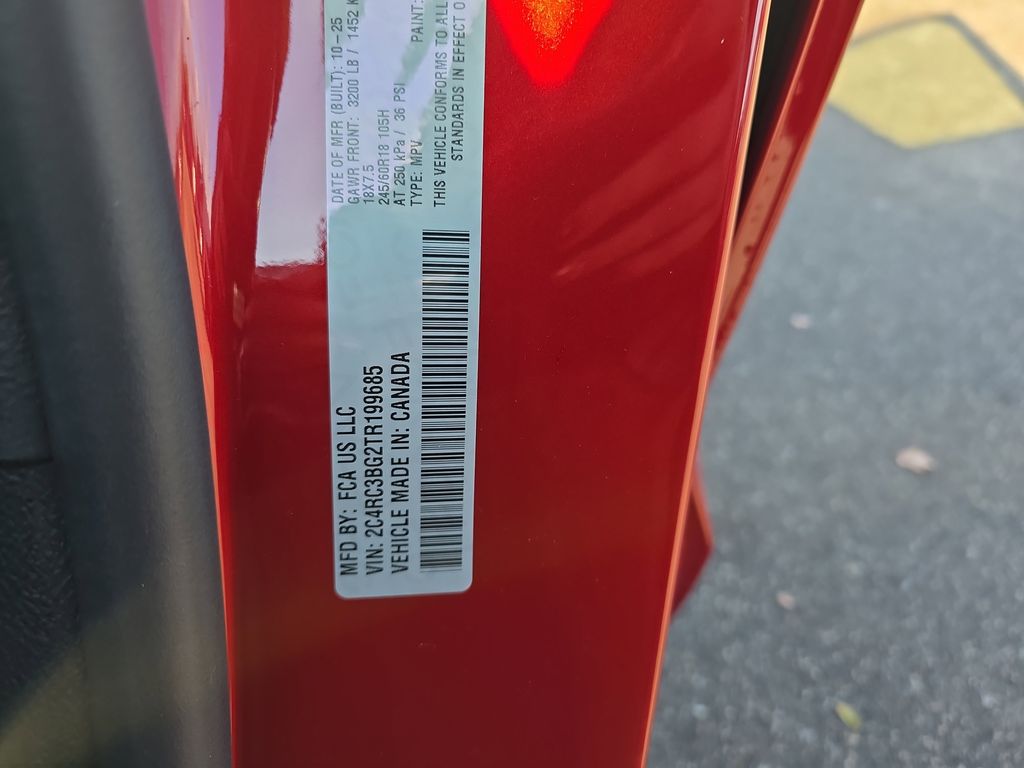 MFD BY: FCA US LLC
VIN: 2C4RC3BG2TR199685
VEHICLE MADE IN: CANADA
DATE OF MFR (BUILT): 10-25
GAWR FRONT: 3200 LB / 1452 K
18X7.5
245/60R18 105H
AT 250 kPa / 36 PSI
TYPE: MPV PAINT:
THIS VEHICLE CONFORMS TO ALL
STANDARDS IN EFFECT O